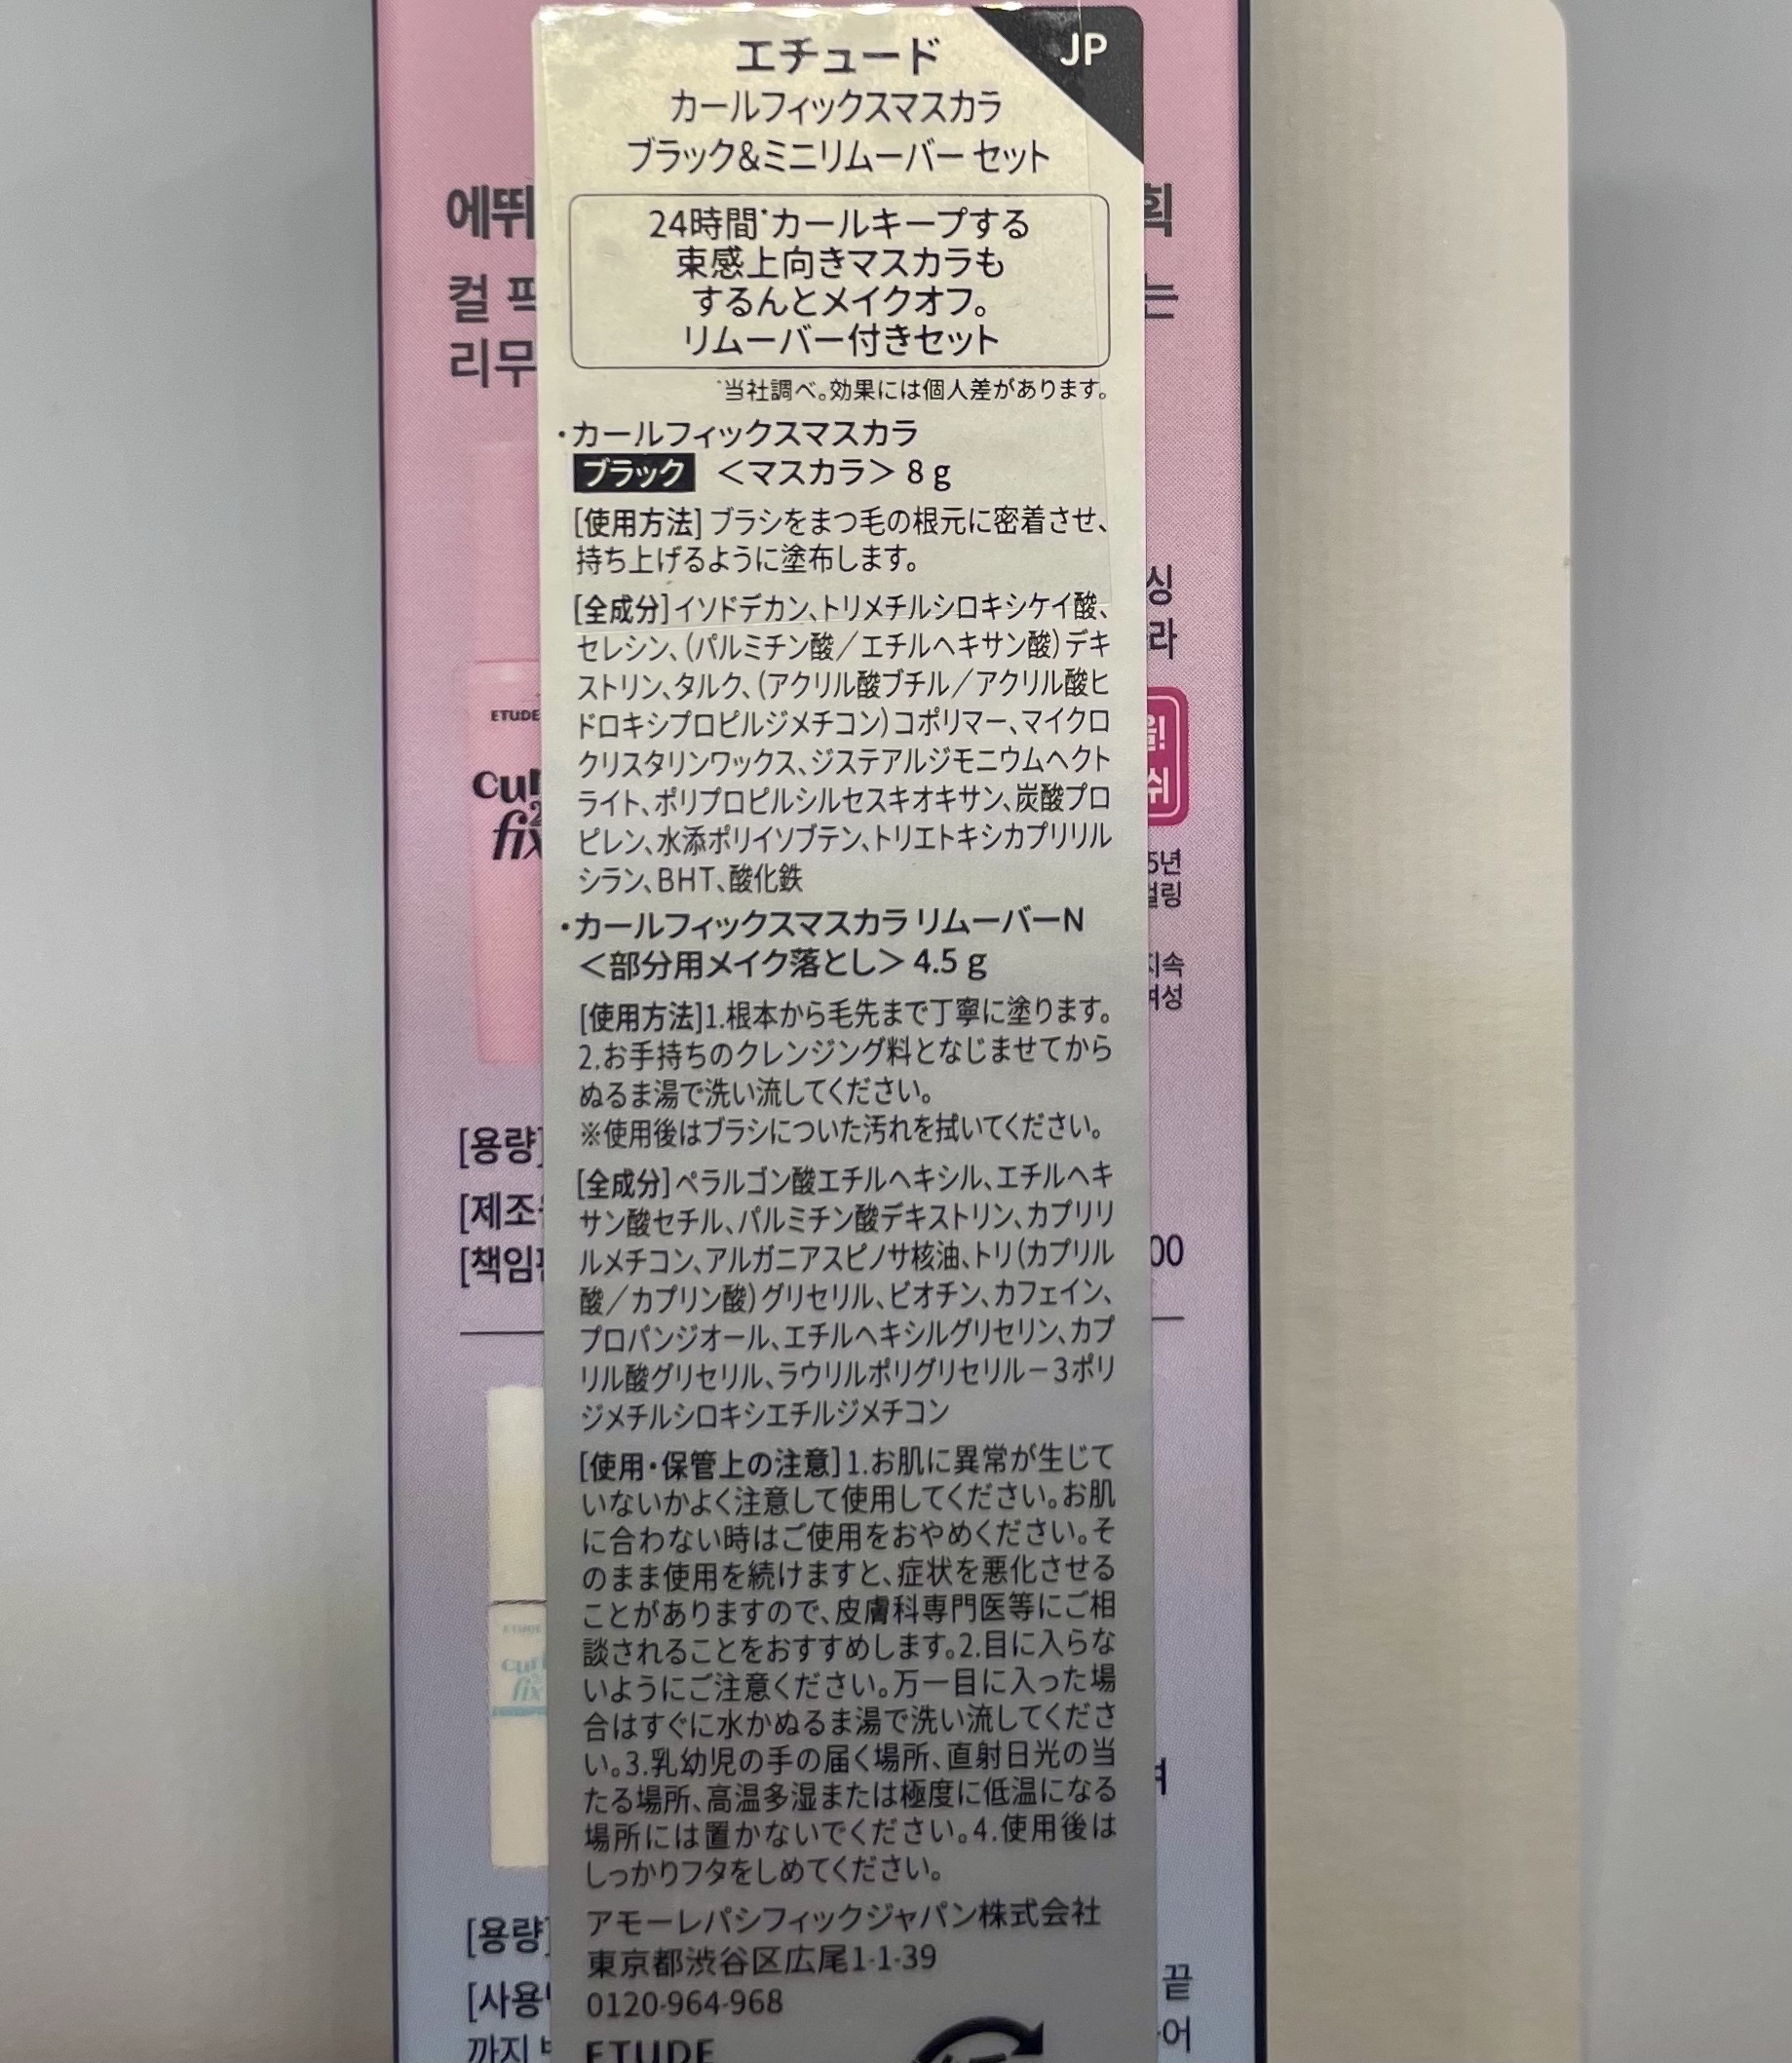 エチュード
JP
カールフィックスマスカラ
ブラック&ミニリムーバー セット
24時間*カールキープする
束感上向きマスカラも
するんとメイクオフ。
リムーバー付きセット
*当社調べ。効果には個人差があります。
・カールフィックスマスカラ
ブラック <マスカラ> 8 g
[使用方法] ブラシをまつ毛の根元に密着させ、
持ち上げるように塗布します。
[全成分]イソドデカン、トリメチルシロキシケイ酸、
セレシン、(パルミチン酸/エチルヘキサン酸)デキ
ストリン、タルク、(アクリル酸ブチル/アクリル酸ヒ
ドロキシプロピルジメチコン)コポリマー、マイクロ
クリスタリンワックス、ジステアルジモニウムヘクト
ライト、ポリプロピルシルセスキオキサン、炭酸プロ
ピレン、水添ポリイソブテン、トリエトキシカプリリル
シラン、BHT、酸化鉄
・カールフィックスマスカラ リムーバーN
<部分用メイク落とし> 4.5 g
[使用方法]1.根本から毛先まで丁寧に塗ります。
2.お手持ちのクレンジング料となじませてから
ぬるま湯で洗い流してください。
※使用後はブラシについた汚れを拭いてください。
[全成分]ペラルゴン酸エチルヘキシル、エチルヘキ
サン酸セチル、パルミチン酸デキストリン、カプリリ
ルメチコン、アルガニアスピノサ核油、トリ(カプリル
酸/カプリン酸)グリセリル、ビオチン、カフェイン、
プロパンジオール、エチルヘキシルグリセリン、カプ
リル酸グリセリル、ラウリルポリグリセリル－3ポリ
ジメチルシロキシエチルジメチコン
[使用・保管上の注意]1.お肌に異常が生じて
いないかよく注意して使用してください。お肌
に合わない時はご使用をおやめください。そ
のまま使用を続けますと、症状を悪化させる
ことがありますので、皮膚科専門医等にご相
談されることをおすすめします。2.目に入らな
いようにご注意ください。万一目に入った場
合はすぐに水かぬるま湯で洗い流してくださ
い。3.乳幼児の手の届く場所、直射日光の当
たる場所、高温多湿または極度に低温になる
場所には置かないでください。4.使用後は
しっかりフタをしめてください。
アモーレパシフィックジャパン株式会社
東京都渋谷区広尾1-1-39
0120-964-968
ETUDE
에뛰
컬 픽
리무
ETUDE
curl
fix
[용량]
[제조
[책임
curl
fix
[용량]
[사용
까지
획
는
싱
라
을!
쉬
5년
컬링
지속
여성
00
여
끝
어